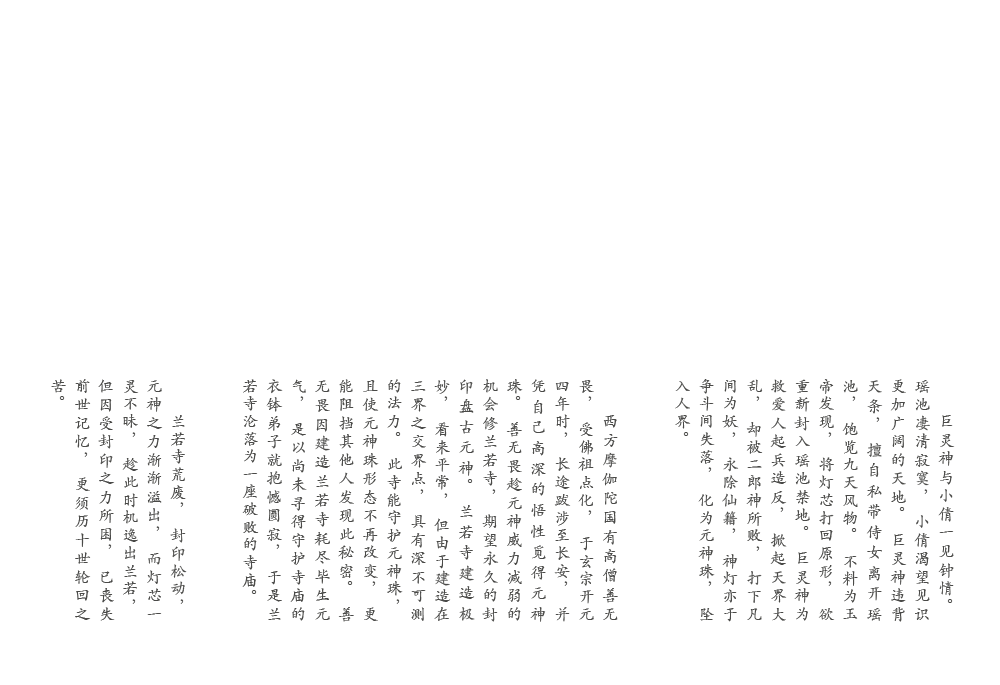 巨灵神与小倩一见钟情。
瑶池凄清寂寞，小倩渴望见识
更加广阔的天地。巨灵神违背
天条，擅自私带侍女离开瑶
池，饱览九天风物。不料为玉
帝发现，将灯芯打回原形，欲
重新封入瑶池禁地。巨灵神为
救爱人起兵造反，掀起天界大
乱，却被二郎神所败，打下凡
间为妖，永除仙籍，神灯亦于
争斗间失落，化为元神珠，坠
入人界。
西方摩伽陀国有高僧善无
畏，受佛祖点化，于玄宗开元
四年时，长途跋涉至长安，并
凭自己高深的悟性觅得元神
珠。善无畏趁元神威力减弱的
机会修兰若寺，期望永久的封
印盘古元神。兰若寺建造极
妙，看来平常，但由于建造在
三界之交界点，具有深不可测
的法力。此寺能守护元神珠，
且使元神珠形态不再改变，更
能阻挡其他人发现此秘密。善
无畏因建造兰若寺耗尽毕生元
气，是以尚未寻得守护寺庙的
衣钵弟子就抱憾圆寂，于是兰
若寺沦落为一座破败的寺庙。
兰若寺荒废，封印松动，
元神之力渐渐溢出，而灯芯一
灵不昧，趁此时机逸出兰若，
但因受封印之力所困，已丧失
前世记忆，更须历十世轮回之
苦。